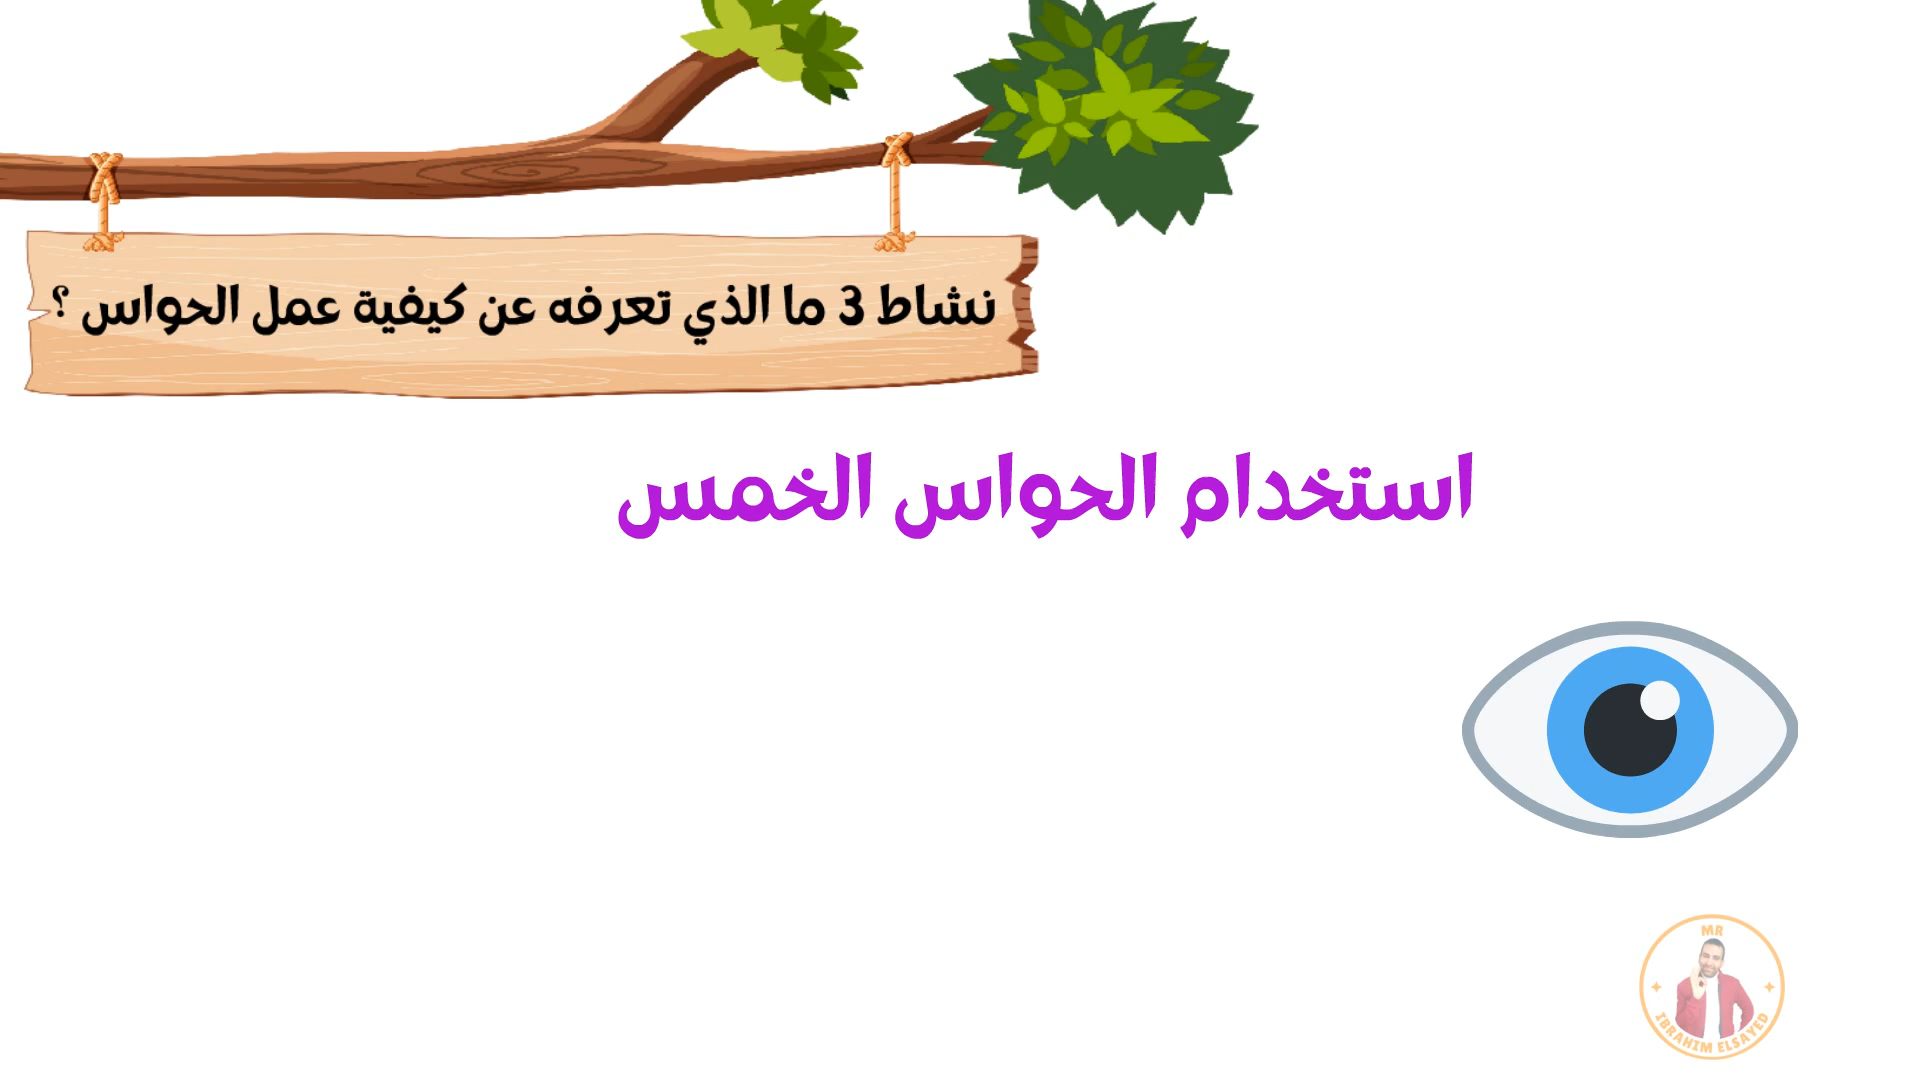 نشاط 3 ما الذي تعرفه عن كيفية عمل الحواس ؟
استخدام الحواس الخمس
MR
IBRAHIM ELSAYED